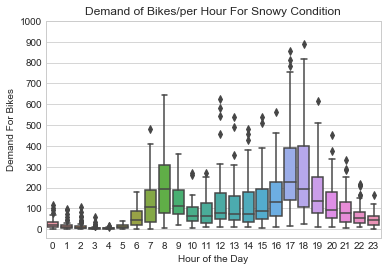 Demand of Bikes/per Hour For Snowy Condition
1000
900
800
700
600
500
400
300
200
100
0
Demand For Bikes
0 1 2 3 4 5 6 7 8 9 10 11 12 13 14 15 16 17 18 19 20 21 22 23
Hour of the Day